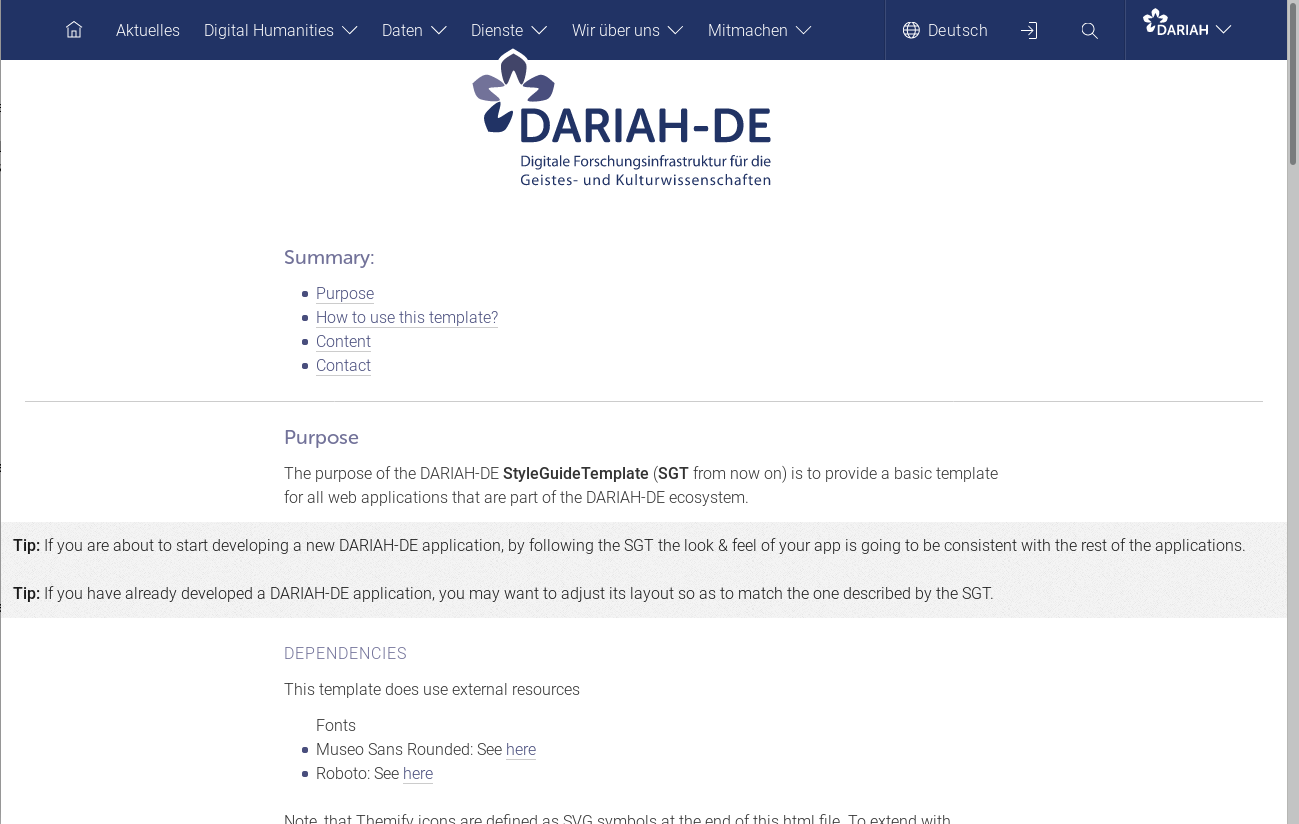 Aktuelles Digital Humanities Daten Dienste Wir über uns Mitmachen Deutsch DARIAH
DARIAH-DE
Digitale Forschungsinfrastruktur für die
Geistes- und Kulturwissenschaften
Summary:
Purpose
How to use this template?
Content
Contact
Purpose
The purpose of the DARIAH-DE StyleGuideTemplate (SGT from now on) is to provide a basic template
for all web applications that are part of the DARIAH-DE ecosystem.
Tip: If you are about to start developing a new DARIAH-DE application, by following the SGT the look & feel of your app is going to be consistent with the rest of the applications.
Tip: If you have already developed a DARIAH-DE application, you may want to adjust its layout so as to match the one described by the SGT.
DEPENDENCIES
This template does use external resources
Fonts
Museo Sans Rounded: See here
Roboto: See here
Note, that Themify icons are defined as SVG symbols at the end of this html file. To extend with